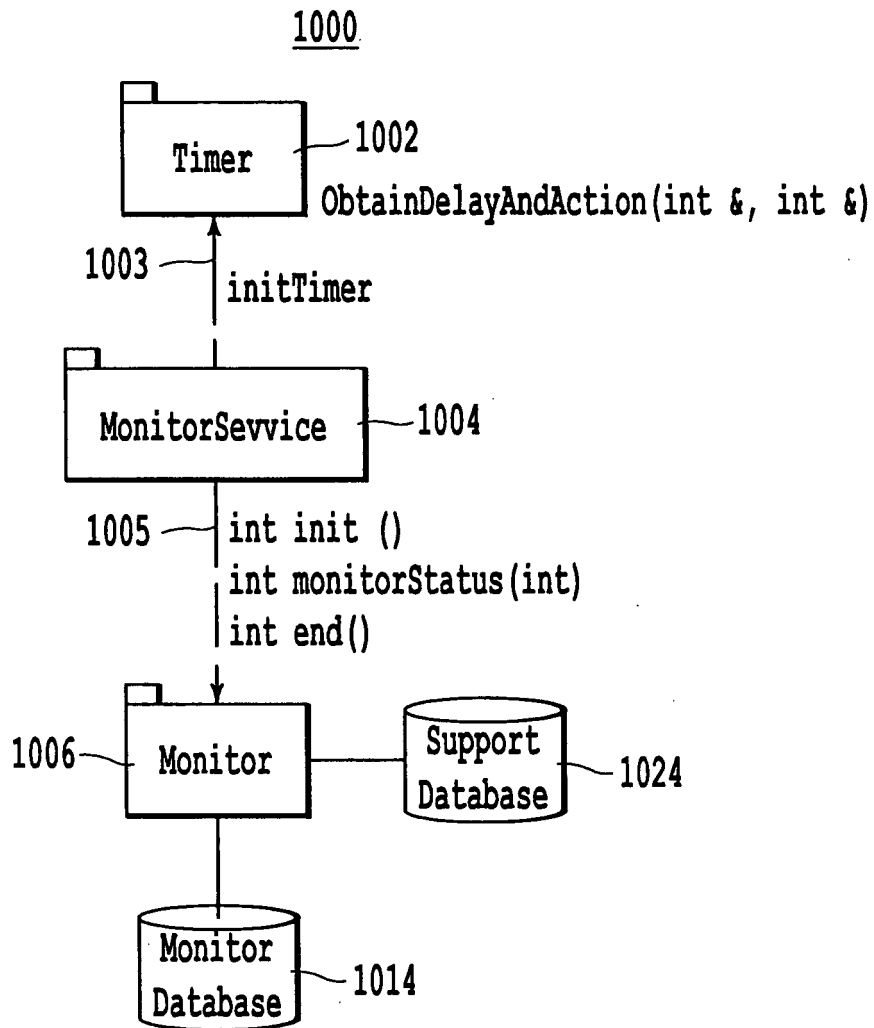 1000
Timer
1002
ObtainDelayAndAction(int &, int &)
1003
initTimer
MonitorSevvice
1004
1005
int init ()
int monitorStatus(int)
int end()
1006
Monitor
Support
Database
1024
Monitor
Database
1014